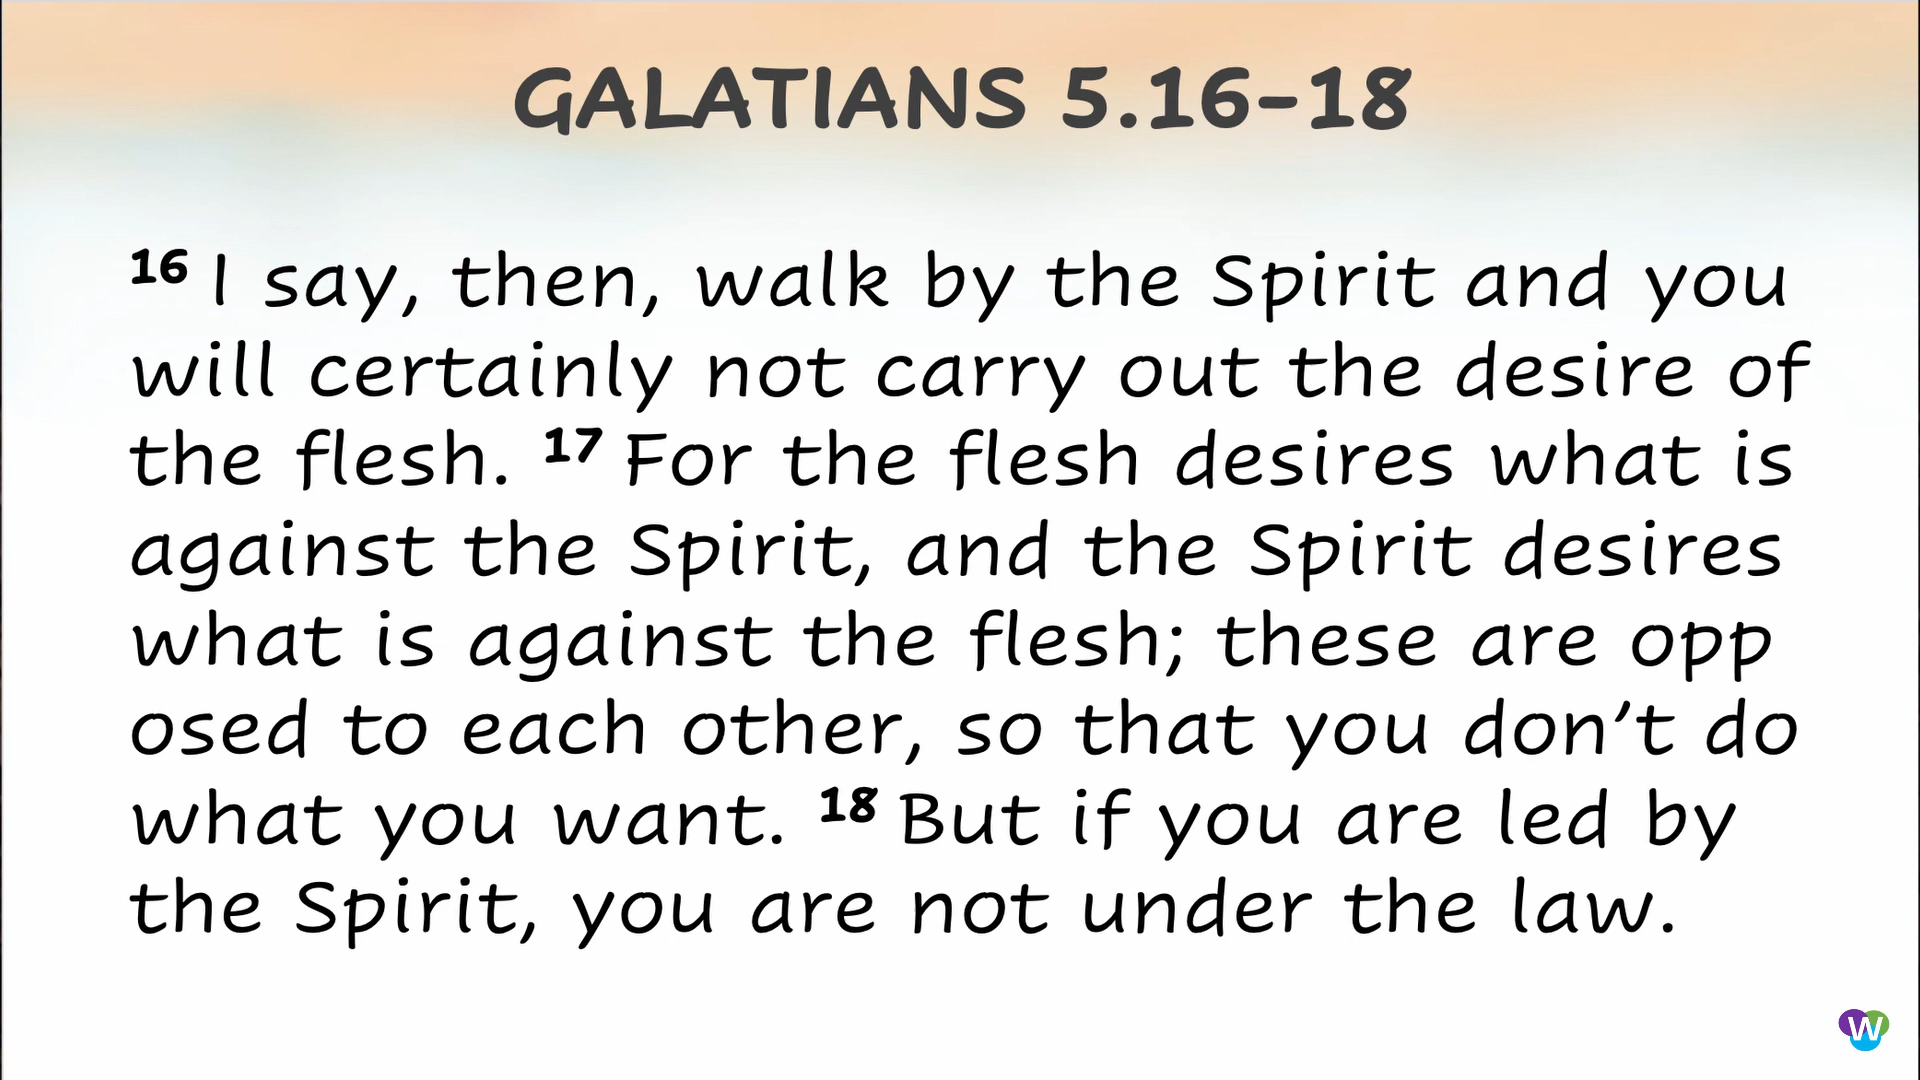 GALATIANS 5.16-18
16 I say, then, walk by the Spirit and you
will certainly not carry out the desire of
the flesh. 17 For the flesh desires what is
against the Spirit, and the Spirit desires
what is against the flesh; these are opp
osed to each other, so that you don’t do
what you want. 18 But if you are led by
the Spirit, you are not under the law.
W